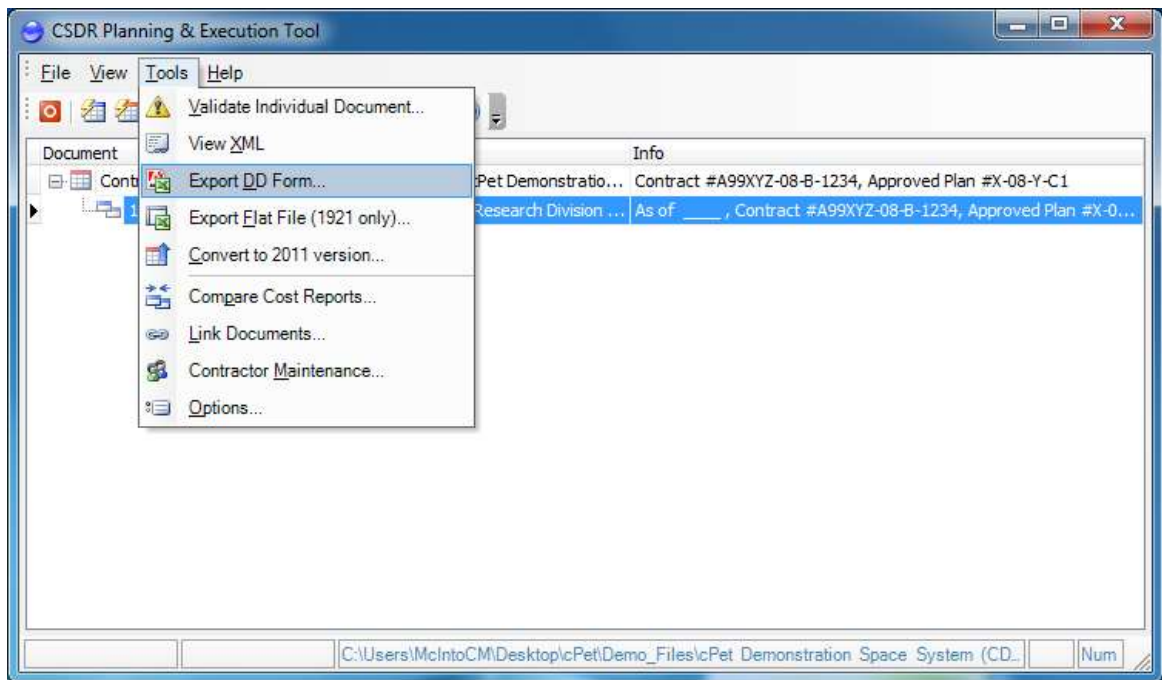 CSDR Planning & Execution Tool
File View Tools Help
Validate Individual Document...
View XML
Export DD Form...
Export Flat File (1921 only)...
Convert to 2011 version...
Compare Cost Reports...
Link Documents...
Contractor Maintenance...
Options...
Document Info
Cont cPet Demonstratio... Contract #A99XYZ-08-B-1234, Approved Plan #X-08-Y-C1
1 Research Division ... As of ____ , Contract #A99XYZ-08-B-1234, Approved Plan #X-0...
C:\Users\McIntoCM\Desktop\cPet\Demo_Files\cPet Demonstration Space System (CD... Num